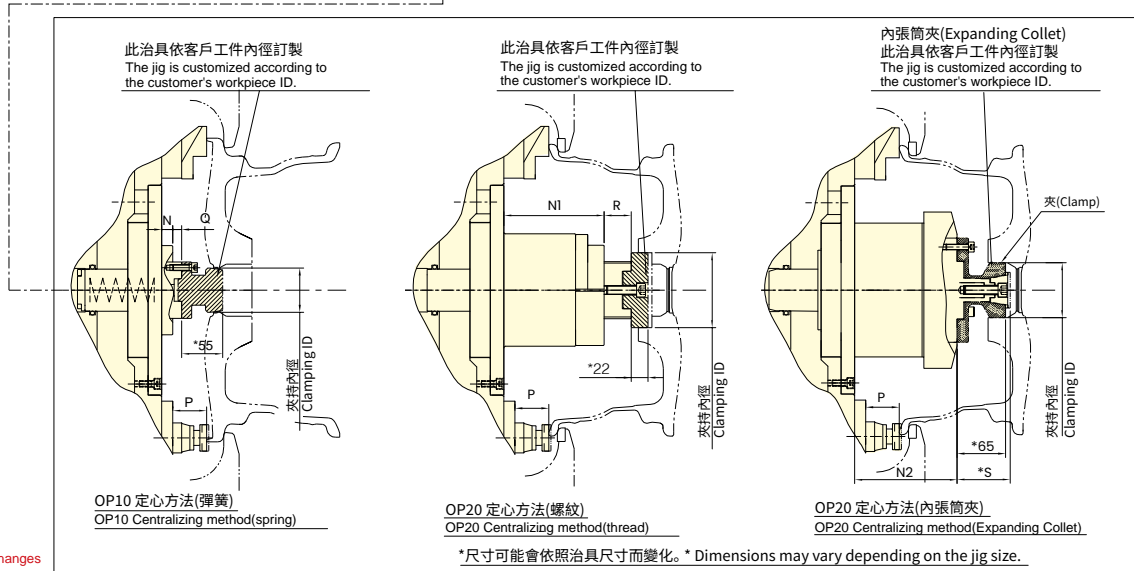 此治具依客戶工件內徑訂製
The jig is customized according to
the customer's workpiece ID.
此治具依客戶工件內徑訂製
The jig is customized according to
the customer's workpiece ID.
內張筒夾(Expanding Collet)
此治具依客戶工件內徑訂製
The jig is customized according to
the customer's workpiece ID.
夾(Clamp)
N
Q
*55
P
夾持內徑
Clamping ID
N1
R
*22
P
夾持內徑
Clamping ID
P
N2
*65
*S
夾持內徑
Clamping ID
OP10 定心方法(彈簧)
OP10 Centralizing method(spring)
OP20 定心方法(螺紋)
OP20 Centralizing method(thread)
OP20 定心方法(內張筒夾)
OP20 Centralizing method(Expanding Collet)
*尺寸可能會依照治具尺寸而變化。* Dimensions may vary depending on the jig size.